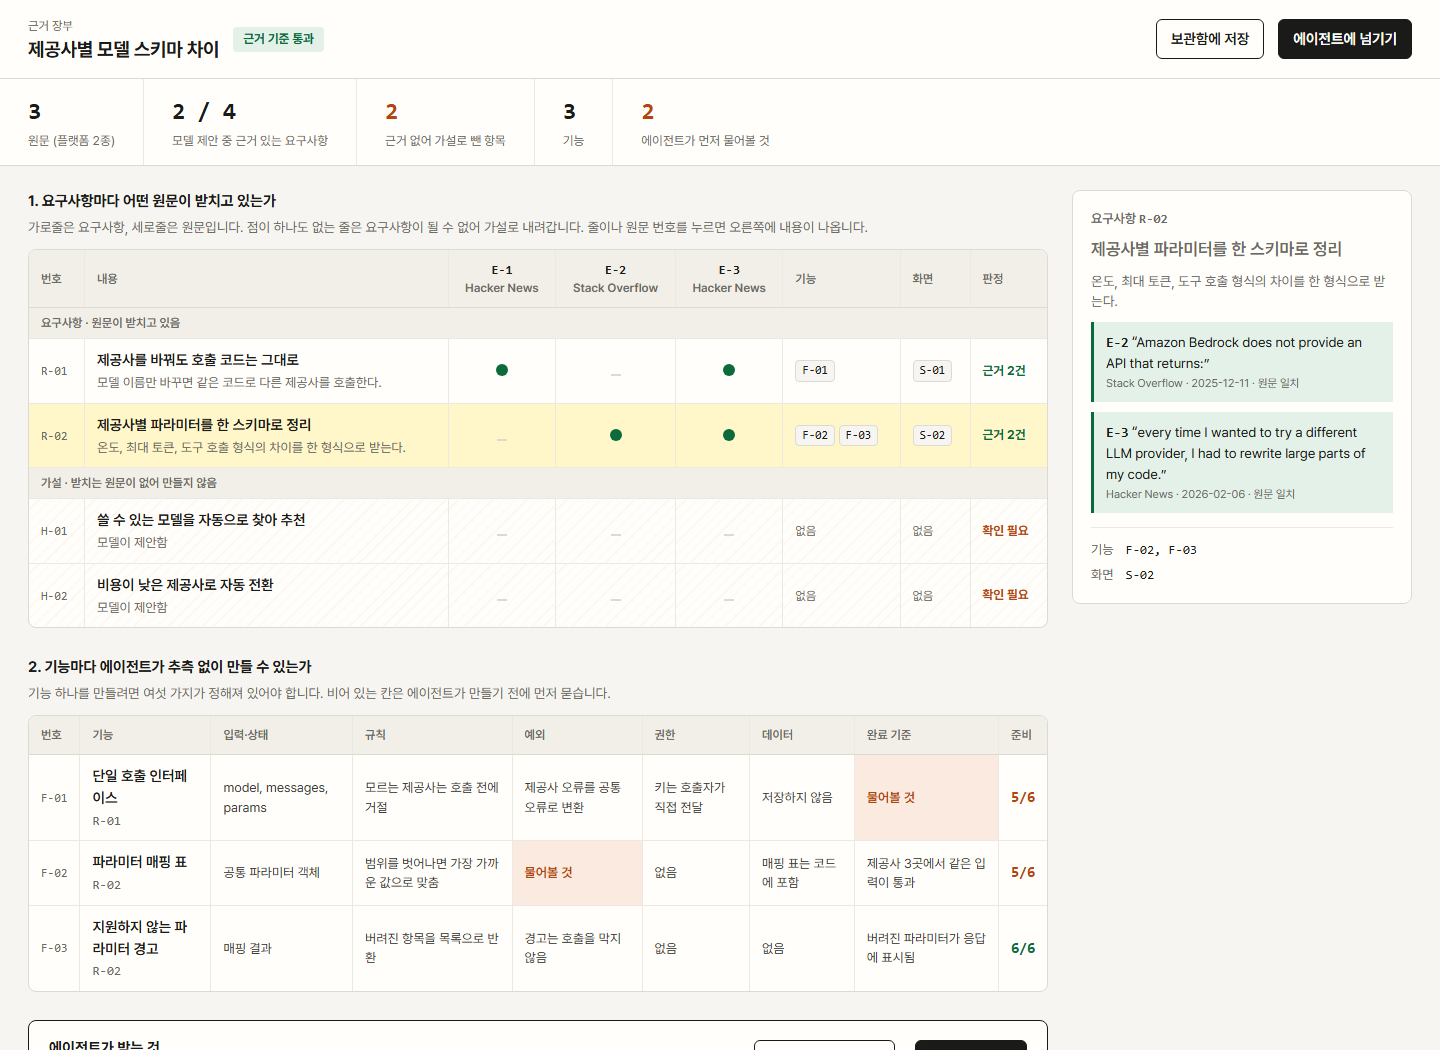 근거 장부
제공사별 모델 스키마 차이
근거 기준 통과
보관함에 저장
에이전트에 넘기기
3
원문 (플랫폼 2종)
2 / 4
모델 제안 중 근거 있는 요구사항
2
근거 없어 가설로 뺀 항목
3
기능
2
에이전트가 먼저 물어볼 것
1. 요구사항마다 어떤 원문이 받치고 있는가
가로줄은 요구사항, 세로줄은 원문입니다. 점이 하나도 없는 줄은 요구사항이 될 수 없어 가설로 내려갑니다. 줄이나 원문 번호를 누르면 오른쪽에 내용이 나옵니다.
번호
내용
E-1
Hacker News
E-2
Stack Overflow
E-3
Hacker News
기능
화면
판정
요구사항 · 원문이 받치고 있음
R-01
제공사를 바꿔도 호출 코드는 그대로
모델 이름만 바꾸면 같은 코드로 다른 제공사를 호출한다.
F-01
S-01
근거 2건
R-02
제공사별 파라미터를 한 스키마로 정리
온도, 최대 토큰, 도구 호출 형식의 차이를 한 형식으로 받는다.
F-02 F-03
S-02
근거 2건
가설 · 받치는 원문이 없어 만들지 않음
H-01
쓸 수 있는 모델을 자동으로 찾아 추천
모델이 제안함
없음
없음
확인 필요
H-02
비용이 낮은 제공사로 자동 전환
모델이 제안함
없음
없음
확인 필요
요구사항 R-02
제공사별 파라미터를 한 스키마로 정리
온도, 최대 토큰, 도구 호출 형식의 차이를 한 형식으로 받
는다.
E-2 “Amazon Bedrock does not provide an
API that returns:”
Stack Overflow · 2025-12-11 · 원문 일치
E-3 “every time I wanted to try a different
LLM provider, I had to rewrite large parts of
my code.”
Hacker News · 2026-02-06 · 원문 일치
기능 F-02, F-03
화면 S-02
2. 기능마다 에이전트가 추측 없이 만들 수 있는가
기능 하나를 만들려면 여섯 가지가 정해져 있어야 합니다. 비어 있는 칸은 에이전트가 만들기 전에 먼저 묻습니다.
번호
기능
입력·상태
규칙
예외
권한
데이터
완료 기준
준비
F-01
단일 호출 인터페
이스
R-01
model, messages,
params
모르는 제공사는 호출 전에
거절
제공사 오류를 공통
오류로 변환
키는 호출자가
직접 전달
저장하지 않음
물어볼 것
5/6
F-02
파라미터 매핑 표
R-02
공통 파라미터 객체
범위를 벗어나면 가장 가까
운 값으로 맞춤
물어볼 것
없음
매핑 표는 코드
에 포함
제공사 3곳에서 같은 입
력이 통과
5/6
F-03
지원하지 않는 파
라미터 경고
R-02
매핑 결과
버려진 항목을 목록으로 반
환
경고는 호출을 막지
않음
없음
없음
버려진 파라미터가 응답
에 표시됨
6/6
에이전트가 받는 것